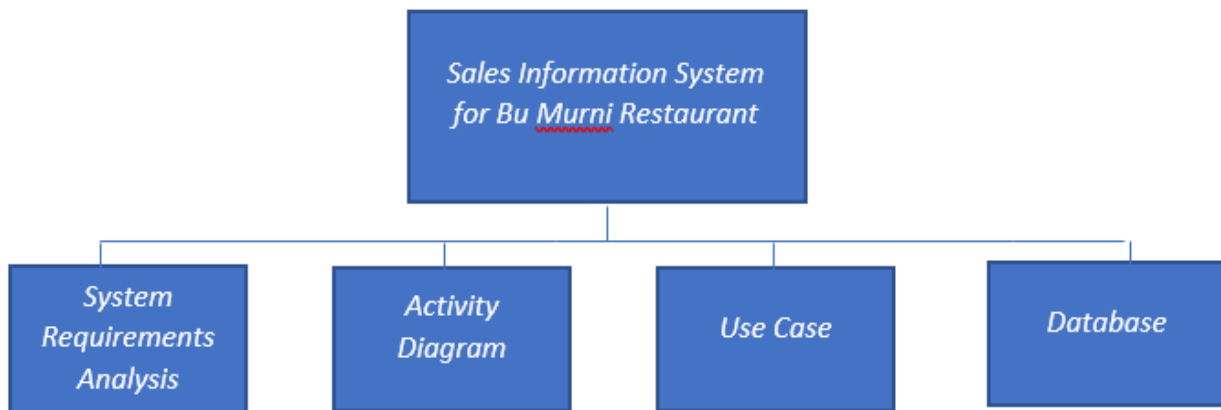 Sales Information System
for Bu Murni Restaurant
System
Requirements
Analysis
Activity
Diagram
Use Case
Database